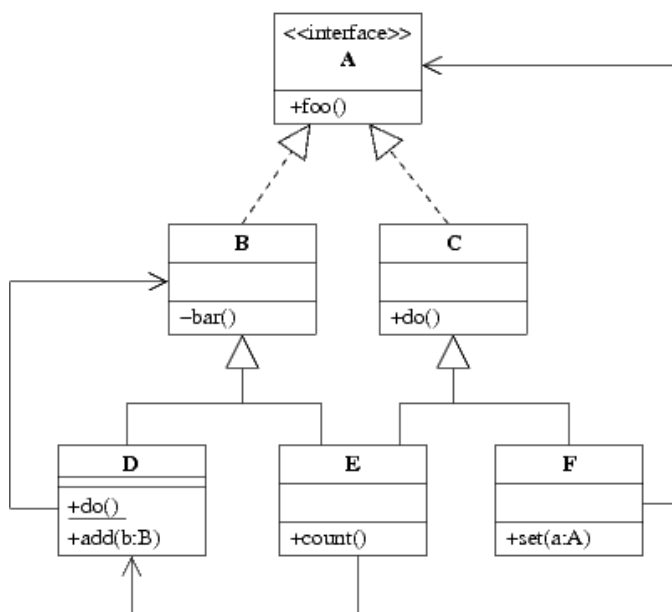 <<interface>>
A
+foo()
B
C
−bar()
+do()
D
E
F
+do()
+add(b:B)
+count()
+set(a:A)